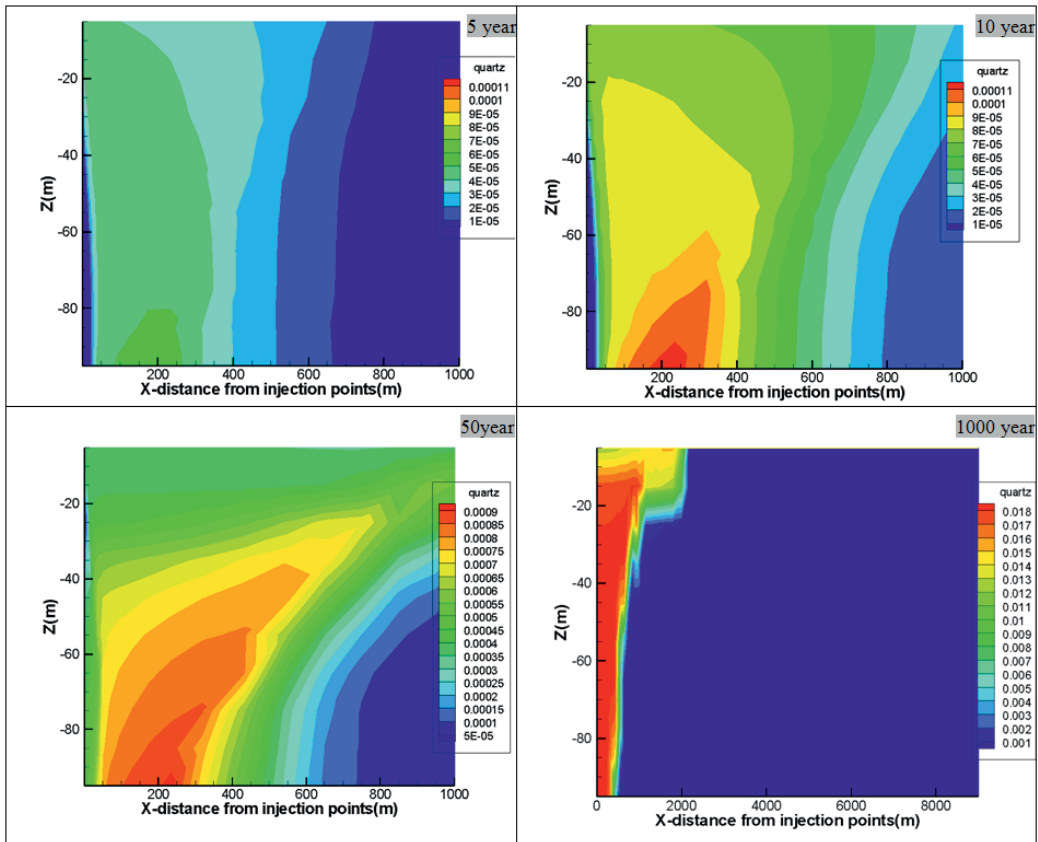 5 year
quartz
0.00011
0.0001
9E-05
8E-05
7E-05
6E-05
5E-05
4E-05
3E-05
2E-05
1E-05
Z(m)
-20
-40
-60
-80
200
400
600
800
1000
X-distance from injection points(m)
10 year
quartz
0.00011
0.0001
9E-05
8E-05
7E-05
6E-05
5E-05
4E-05
3E-05
2E-05
1E-05
Z(m)
-20
-40
-60
-80
200
400
600
800
1000
X-distance from injection points(m)
50year
quartz
0.0009
0.00085
0.0008
0.00075
0.00065
0.0006
0.00055
0.0005
0.00045
0.0004
0.00035
0.0003
0.00025
0.0002
0.00015
0.0001
5E-05
Z(m)
-20
-40
-60
-80
200
400
600
800
1000
X-distance from injection points(m)
1000 year
quartz
0.018
0.017
0.016
0.015
0.013
0.012
0.011
0.01
0.009
0.008
0.007
0.006
0.005
0.004
0.003
0.002
0.001
Z(m)
-20
-40
-60
-80
0
2000
4000
6000
8000
X-distance from injection points(m)